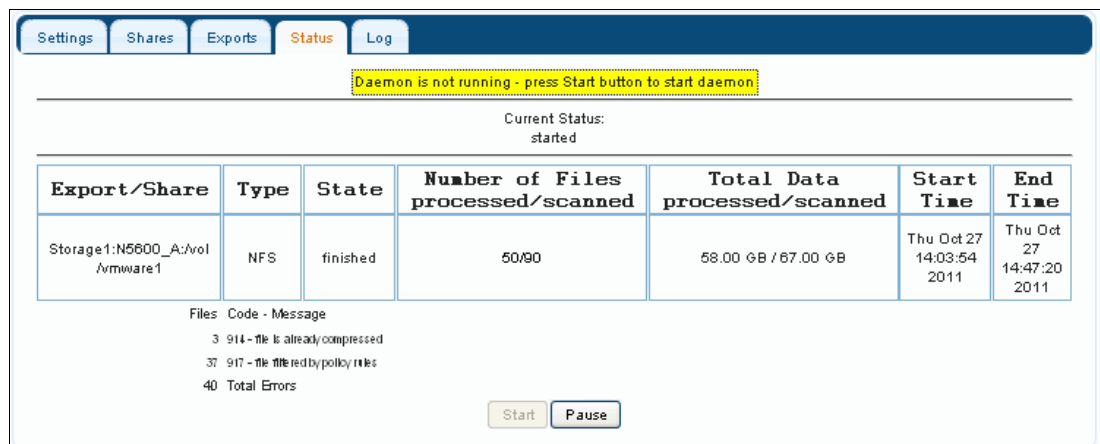 Settings Shares Exports Status Log
Daemon is not running - press Start button to start daemon
Current Status:
started
Export/Share Type State Number of Files processed/scanned Total Data processed/scanned Start Time End Time
Storage1:N5600_A:/vol/vmware1 NFS finished 50/90 58.00 GB / 67.00 GB Thu Oct 27 14:03:54 2011 Thu Oct 27 14:47:20 2011
Files Code - Message
3 914 - file is already compressed
37 917 - file filtered by policy rules
40 Total Errors
Start Pause